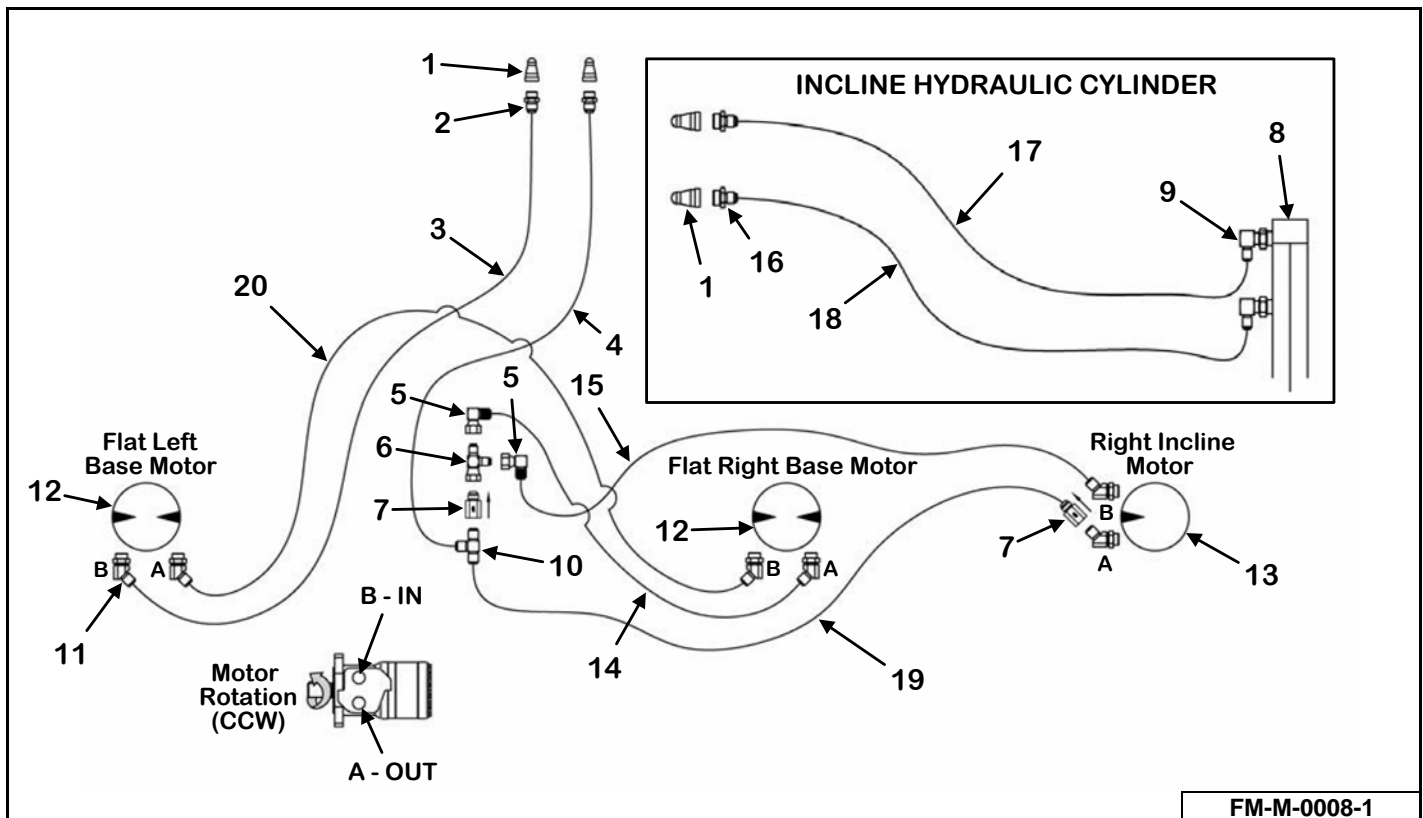 1
2
3
20
4
INCLINE HYDRAULIC CYLINDER
17
8
9
1
16
18
5
5
15
6
7
10
Flat Left
Base Motor
12
B
A
11
Flat Right Base Motor
12
B
A
Right Incline
Motor
B
A
7
13
14
19
B - IN
Motor
Rotation
(CCW)
A - OUT
FM-M-0008-1